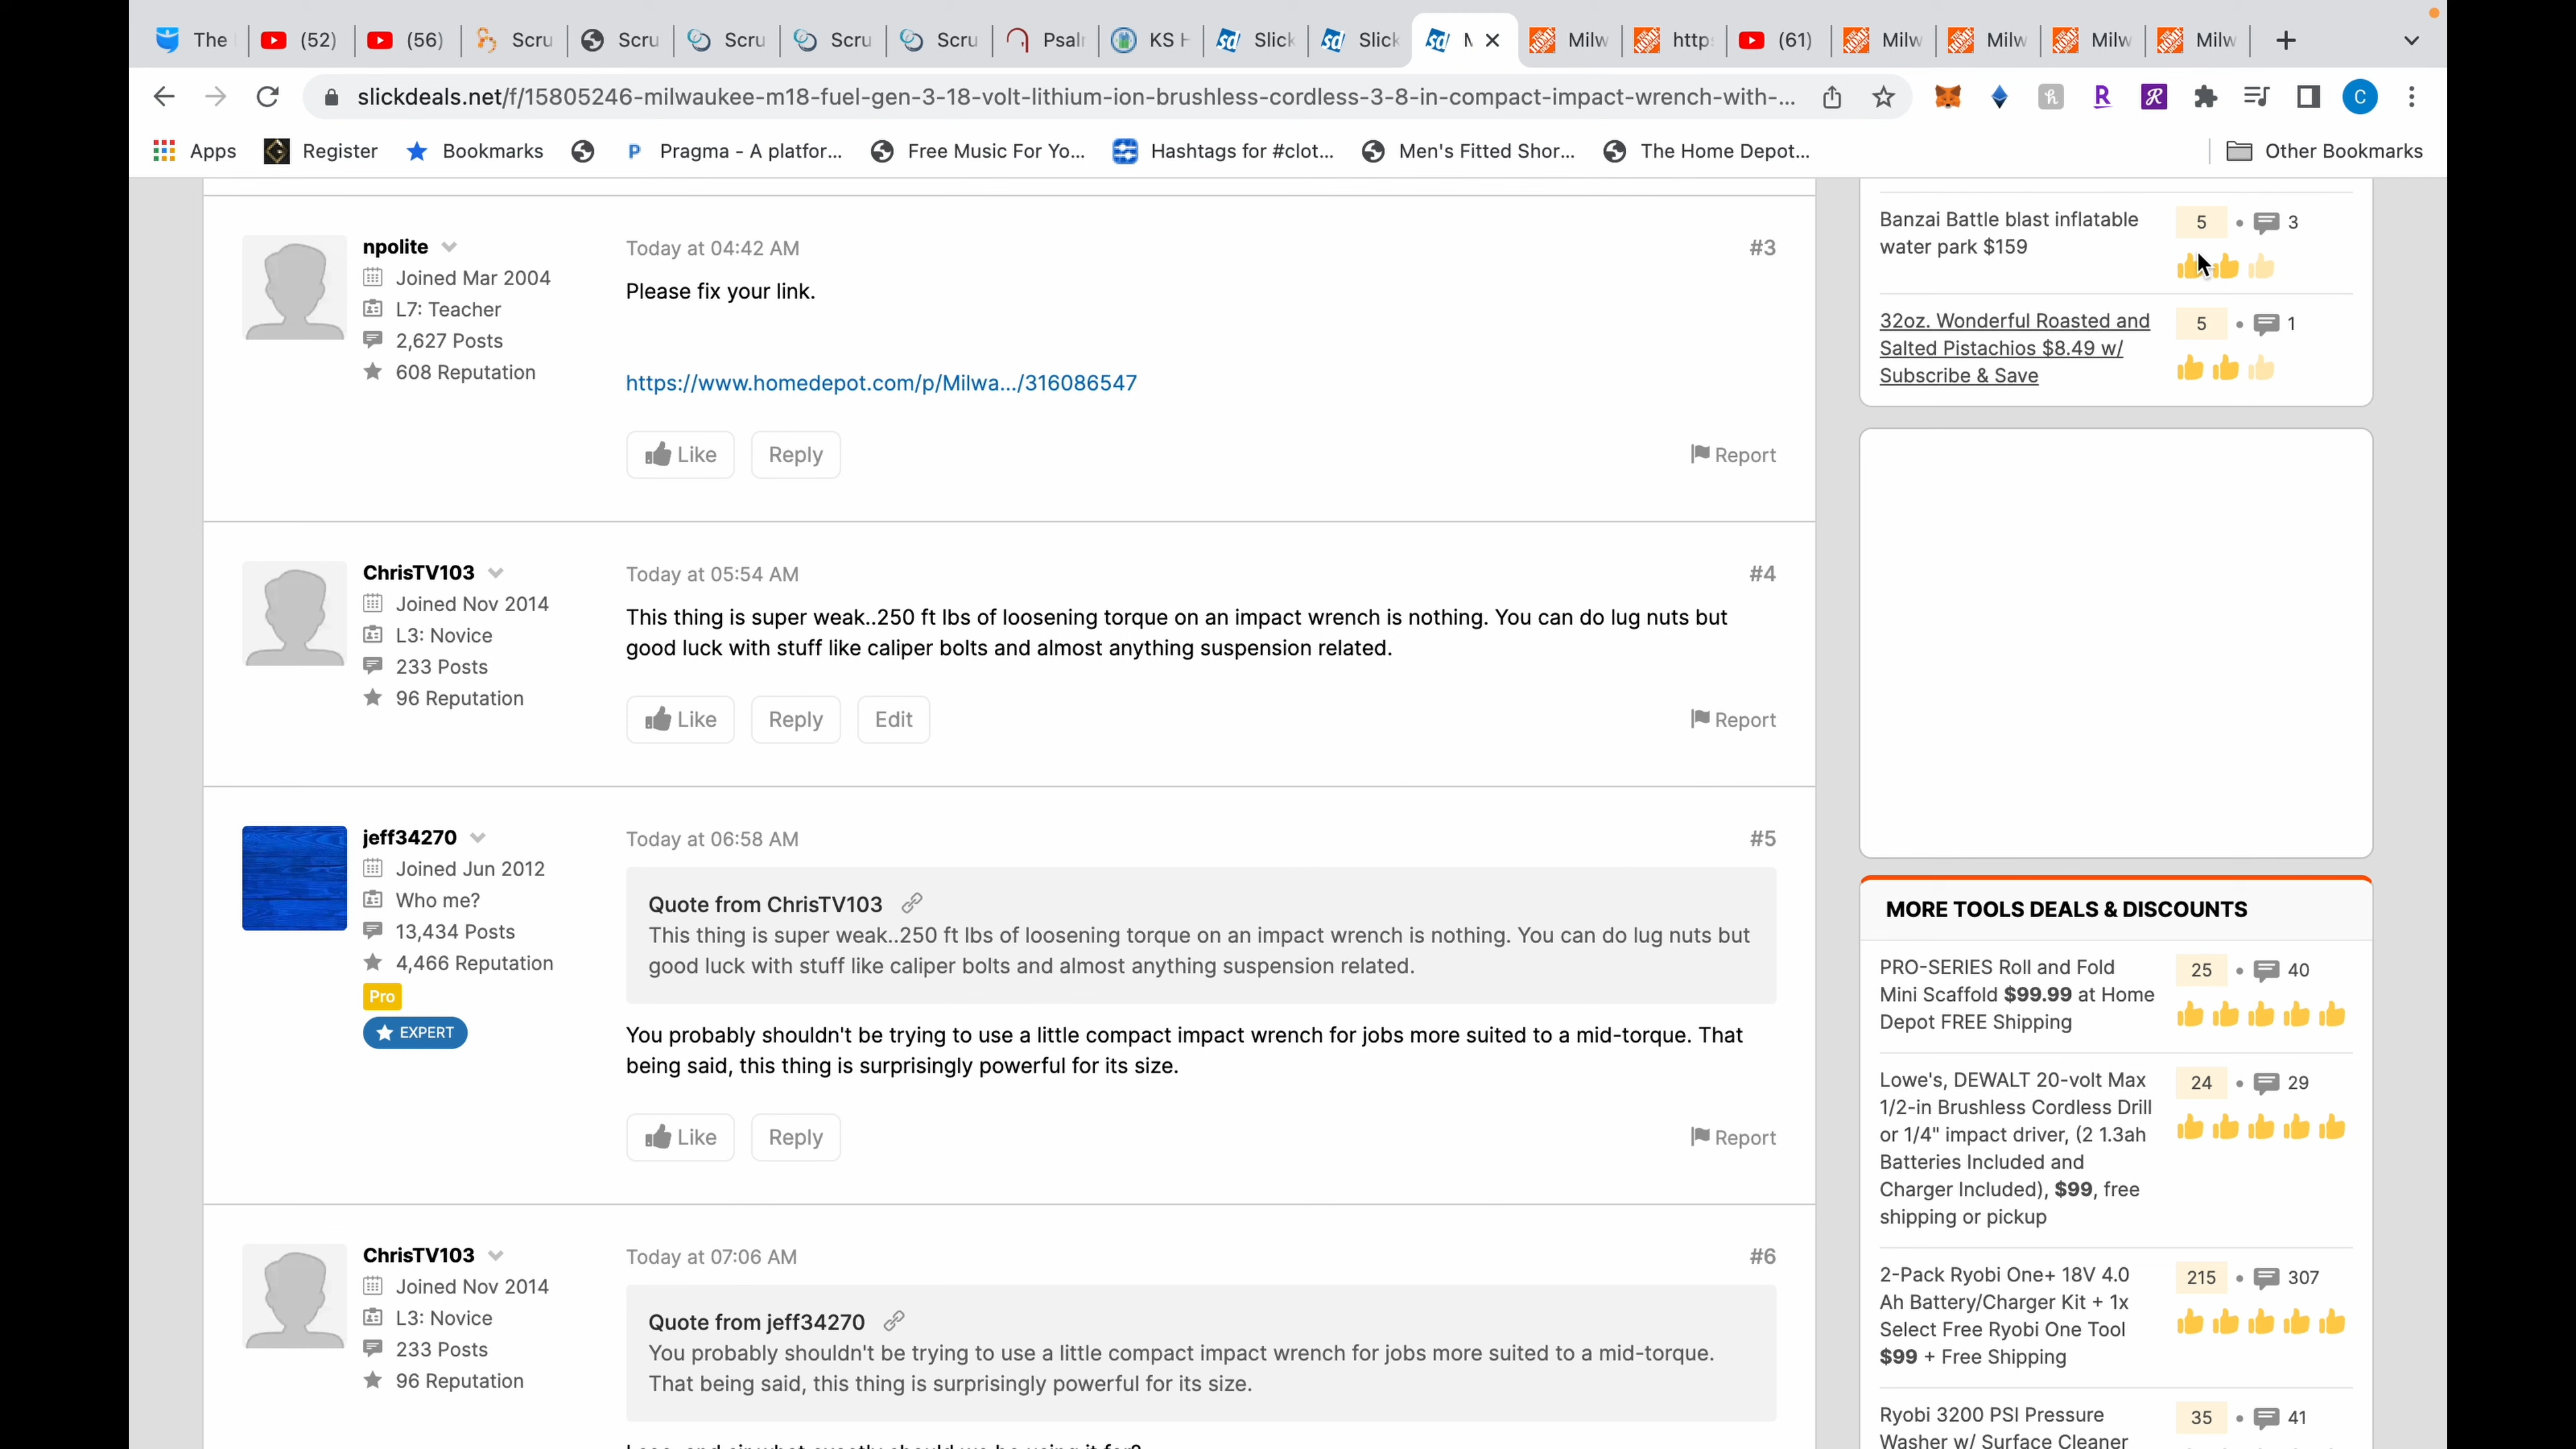 The
(52)
(56)
Scru
Scru
Scru
Scru
Scru
Psalr
KS H
Slick
Slick
M
Milw
http
(61)
Milw
Milw
Milw
Milw
slickdeals.net/f/15805246-milwaukee-m18-fuel-gen-3-18-volt-lithium-ion-brushless-cordless-3-8-in-compact-impact-wrench-with-...
C
Apps
Register
Bookmarks
Pragma - A platfor...
Free Music For Yo...
Hashtags for #clot...
Men's Fitted Shor...
The Home Depot...
Other Bookmarks
npolite
Joined Mar 2004
L7: Teacher
2,627 Posts
608 Reputation
Today at 04:42 AM
#3
Please fix your link.
https://www.homedepot.com/p/Milwa.../316086547
Like
Reply
Report
ChrisTV103
Joined Nov 2014
L3: Novice
233 Posts
96 Reputation
Today at 05:54 AM
#4
This thing is super weak..250 ft lbs of loosening torque on an impact wrench is nothing. You can do lug nuts but
good luck with stuff like caliper bolts and almost anything suspension related.
Like
Reply
Edit
Report
jeff34270
Joined Jun 2012
Who me?
13,434 Posts
4,466 Reputation
Pro
EXPERT
Today at 06:58 AM
#5
Quote from ChrisTV103
This thing is super weak..250 ft lbs of loosening torque on an impact wrench is nothing. You can do lug nuts but
good luck with stuff like caliper bolts and almost anything suspension related.
You probably shouldn't be trying to use a little compact impact wrench for jobs more suited to a mid-torque. That
being said, this thing is surprisingly powerful for its size.
Like
Reply
Report
ChrisTV103
Joined Nov 2014
L3: Novice
233 Posts
96 Reputation
Today at 07:06 AM
#6
Quote from jeff34270
You probably shouldn't be trying to use a little compact impact wrench for jobs more suited to a mid-torque.
That being said, this thing is surprisingly powerful for its size.
Banzai Battle blast inflatable
water park $159
5
3
32oz. Wonderful Roasted and
Salted Pistachios $8.49 w/
Subscribe & Save
5
1
MORE TOOLS DEALS & DISCOUNTS
PRO-SERIES Roll and Fold
Mini Scaffold $99.99 at Home
Depot FREE Shipping
25
40
Lowe's, DEWALT 20-volt Max
1/2-in Brushless Cordless Drill
or 1/4" impact driver, (2 1.3ah
Batteries Included and
Charger Included), $99, free
shipping or pickup
24
29
2-Pack Ryobi One+ 18V 4.0
Ah Battery/Charger Kit + 1x
Select Free Ryobi One Tool
$99 + Free Shipping
215
307
Ryobi 3200 PSI Pressure
Washer w/ Surface Cleaner
35
41